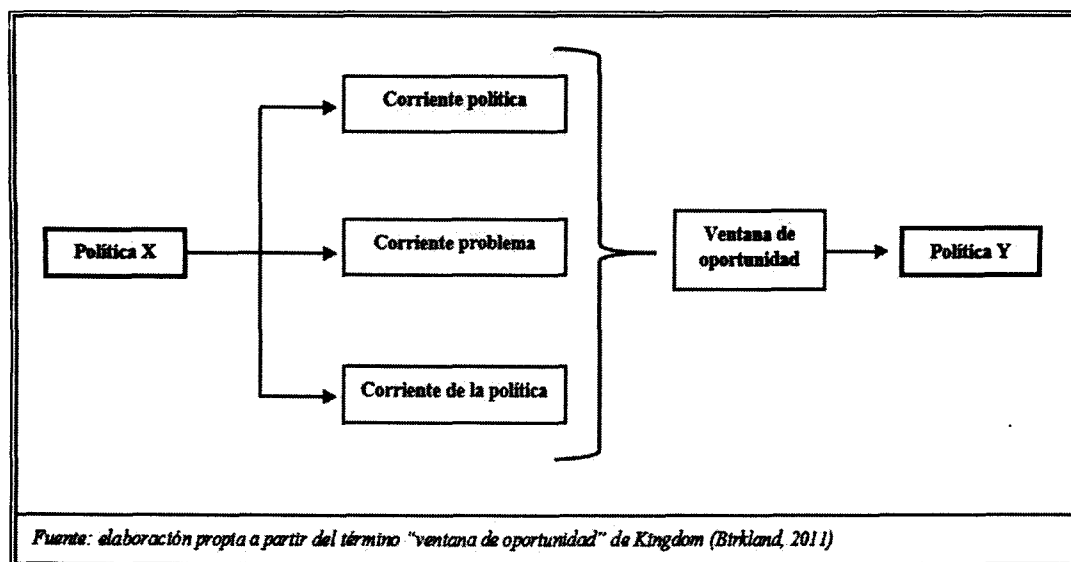 Corriente política
Política X
Corriente problema
Ventana de
oportunidad
Política Y
Corriente de la política
Fuente: elaboración propia a partir del término "ventana de oportunidad" de Kingdom (Birkland, 2011)